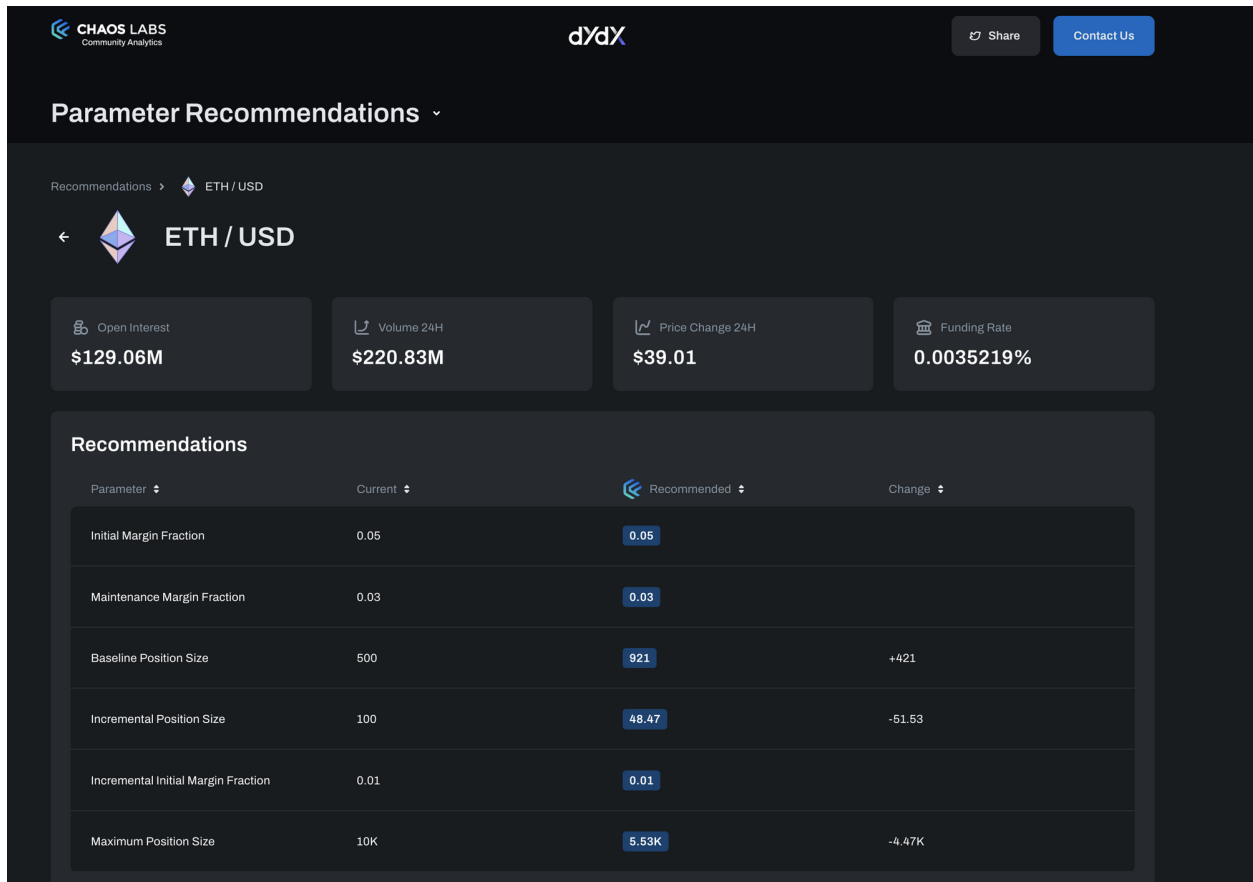 CHAOS LABS
Community Analytics
dYdX
Share
Contact Us
Parameter Recommendations
Recommendations > ETH / USD
ETH / USD
Open Interest
$129.06M
Volume 24H
$220.83M
Price Change 24H
$39.01
Funding Rate
0.0035219%
Recommendations
Parameter Current Recommended Change
Initial Margin Fraction 0.05 0.05
Maintenance Margin Fraction 0.03 0.03
Baseline Position Size 500 921 +421
Incremental Position Size 100 48.47 -51.53
Incremental Initial Margin Fraction 0.01 0.01
Maximum Position Size 10K 5.53K -4.47K